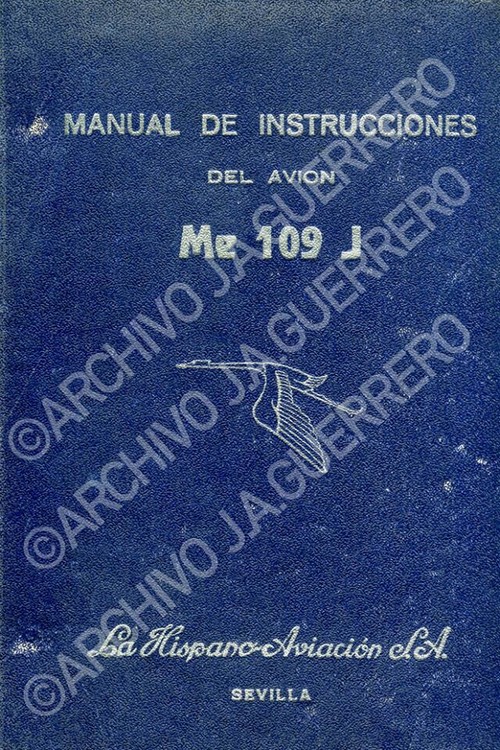 MANUAL DE INSTRUCCIONES
DEL AVION
Me 109 J
La Hispano-Aviación S.A.
SEVILLA
©ARCHIVO J.A.GUERRERO
©ARCHIVO J.A.GUERRERO
©ARCHIVO J.A.GUERRERO